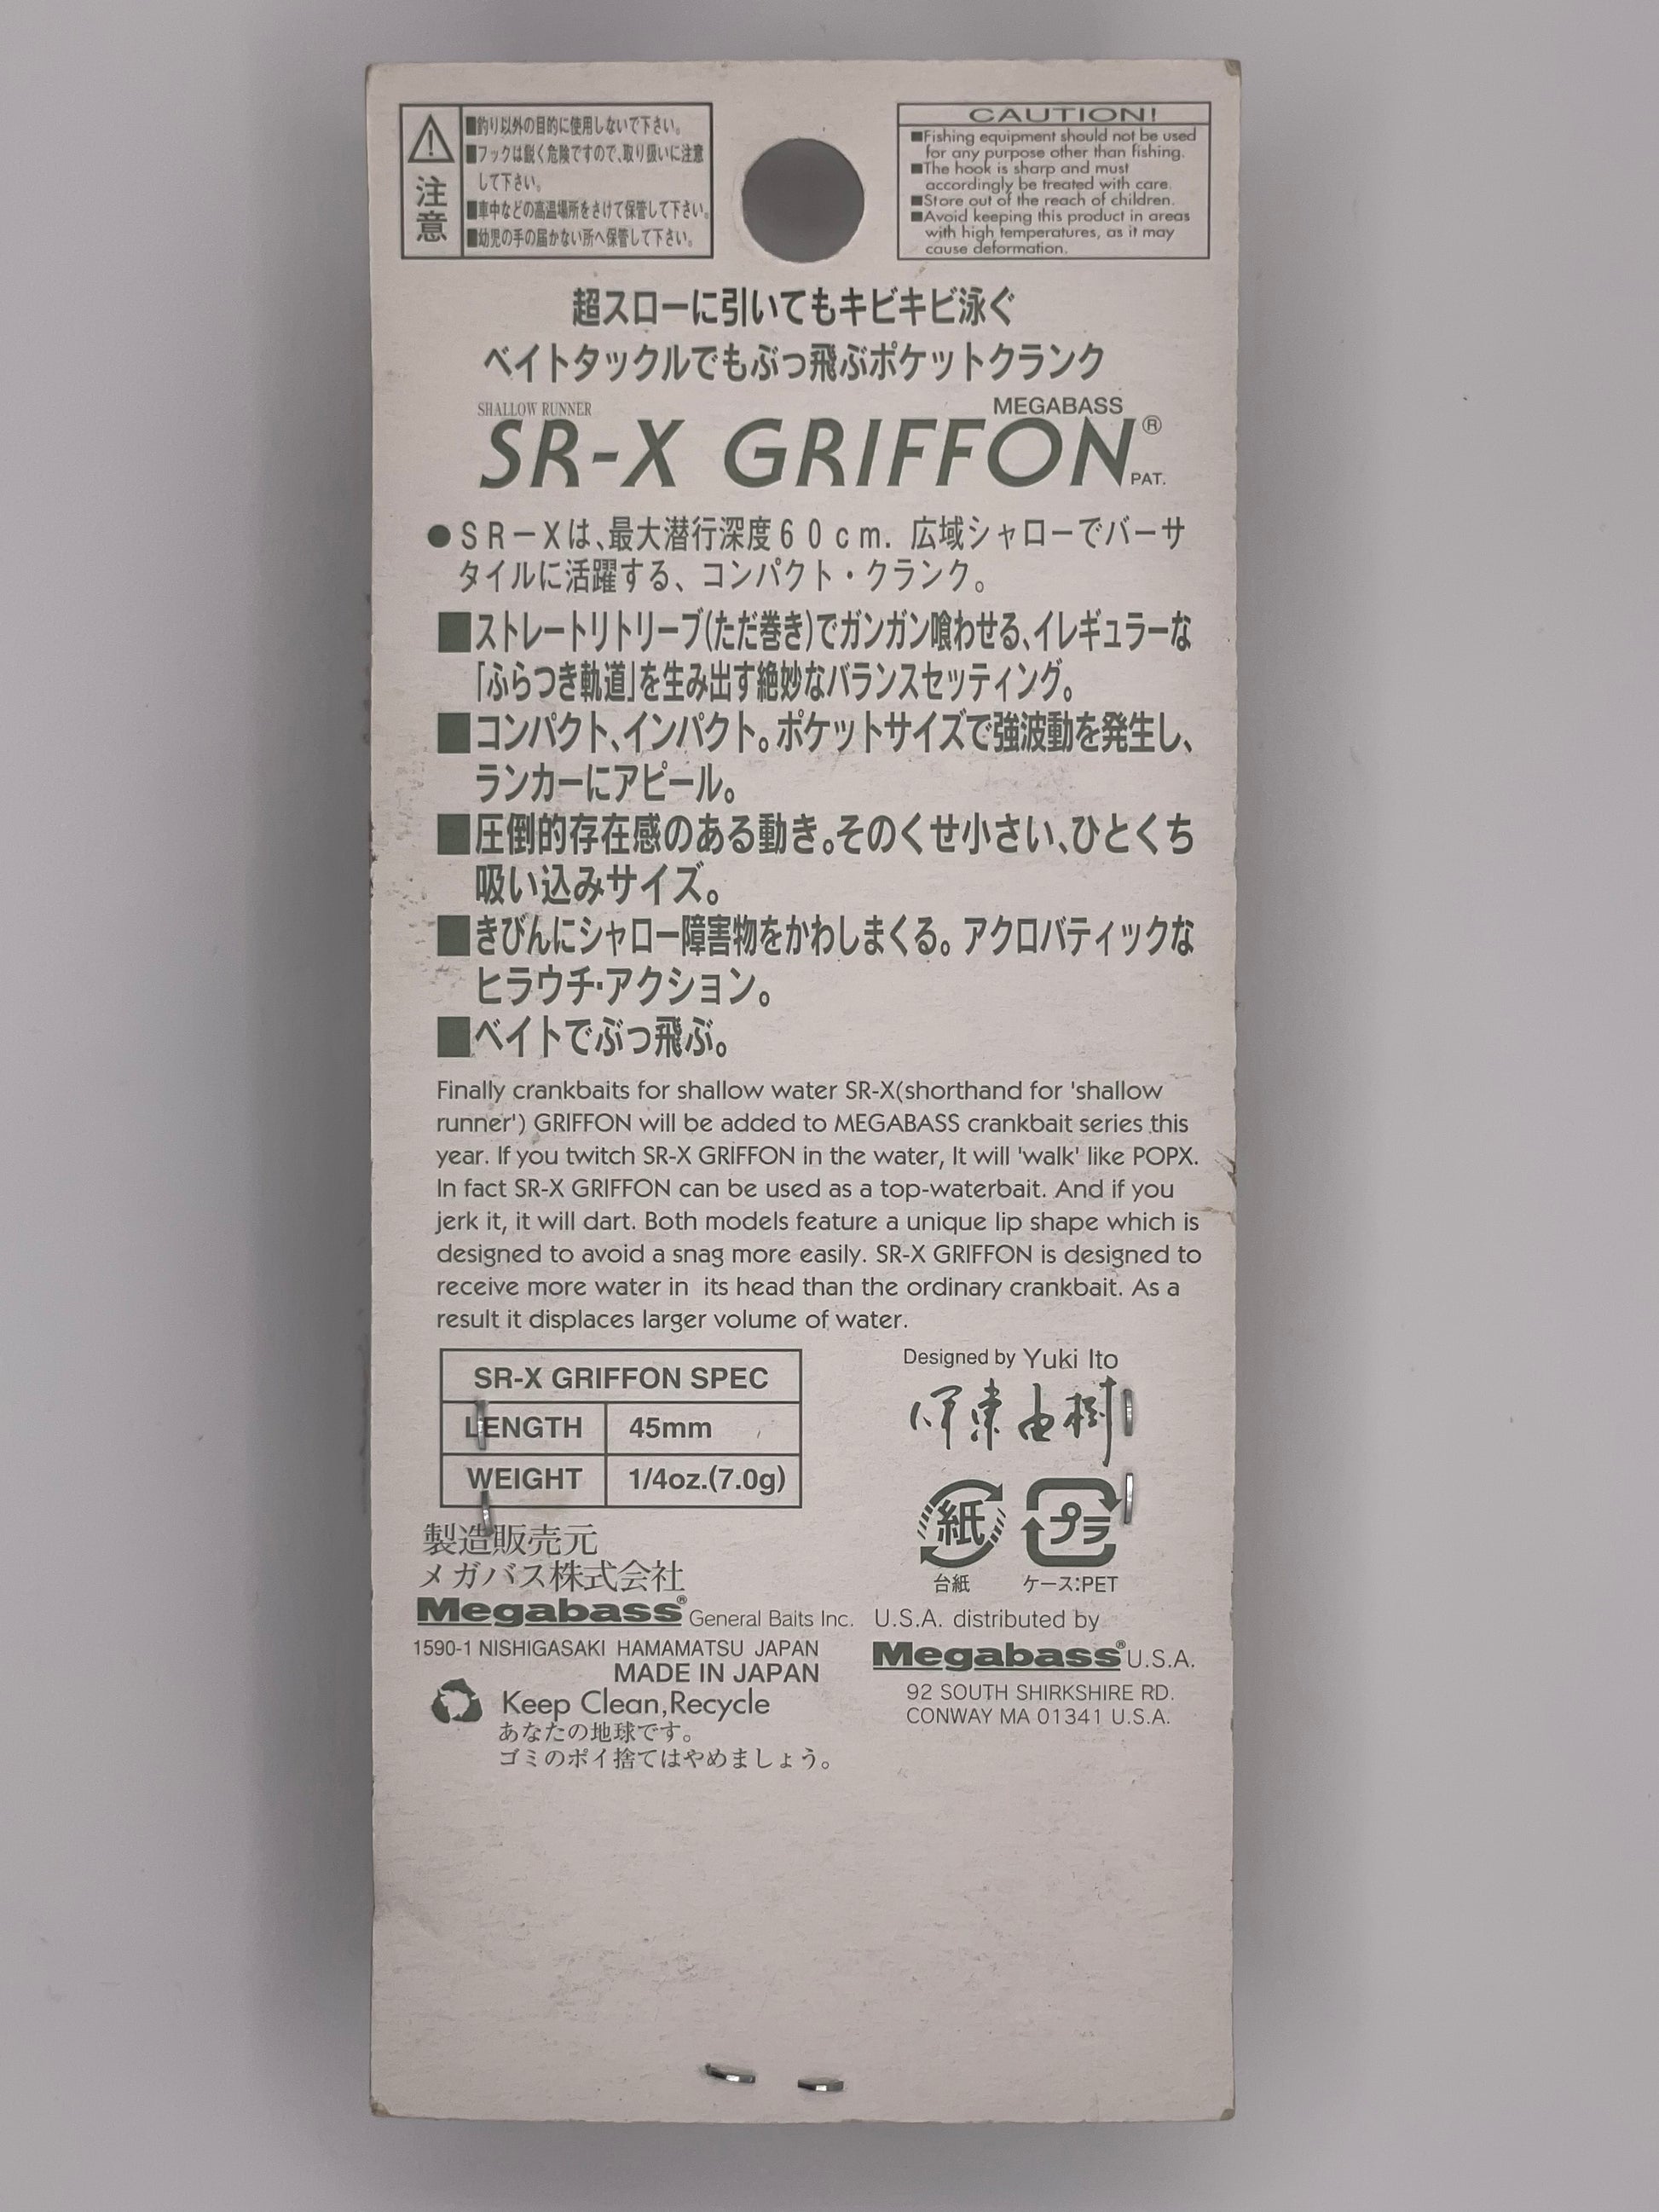 注意
■釣り以外の目的に使用しないで下さい。
■フックは鋭く危険ですので、取り扱いに注意
して下さい。
■車中などの高温場所をさけて保管して下さい。
■幼児の手の届かない所へ保管して下さい。
CAUTION!
■Fishing equipment should not be used
for any purpose other than fishing.
■The hook is sharp and must
accordingly be treated with care.
■Store out of the reach of children.
■Avoid keeping this product in areas
with high temperatures, as it may
cause deformation.
超スローに引いてもキビキビ泳ぐ
ベイトタックルでもぶっ飛ぶポケットクランク
SHALLOW RUNNER MEGABASS
SR-X GRIFFON® PAT.
●SR－Xは、最大潜行深度60cm. 広域シャローでバーサ
タイルに活躍する、コンパクト・クランク。
■ストレートリトリーブ(ただ巻き)でガンガン喰わせる、イレギュラーな
「ふらつき軌道」を生み出す絶妙なバランスセッティング。
■コンパクト、インパクト。ポケットサイズで強波動を発生し、
ランカーにアピール。
■圧倒的存在感のある動き。そのくせ小さい、ひとくち
吸い込みサイズ。
■きびんにシャロー障害物をかわしまくる。アクロバティックな
ヒラウチ・アクション。
■ベイトでぶっ飛ぶ。
Finally crankbaits for shallow water SR-X(shorthand for 'shallow
runner') GRIFFON will be added to MEGABASS crankbait series this
year. If you twitch SR-X GRIFFON in the water, It will 'walk' like POPX.
In fact SR-X GRIFFON can be used as a top-waterbait. And if you
jerk it, it will dart. Both models feature a unique lip shape which is
designed to avoid a snag more easily. SR-X GRIFFON is designed to
receive more water in its head than the ordinary crankbait. As a
result it displaces larger volume of water.
SR-X GRIFFON SPEC
LENGTH 45mm
WEIGHT 1/4oz.(7.0g)
Designed by Yuki Ito
伊東由樹
紙 プラ
台紙 ケース:PET
製造販売元
メガバス株式会社
Megabass® General Baits Inc.
1590-1 NISHIGASAKI HAMAMATSU JAPAN
MADE IN JAPAN
Keep Clean,Recycle
あなたの地球です。
ゴミのポイ捨てはやめましょう。
U.S.A. distributed by
Megabass® U.S.A.
92 SOUTH SHIRKSHIRE RD.
CONWAY MA 01341 U.S.A.